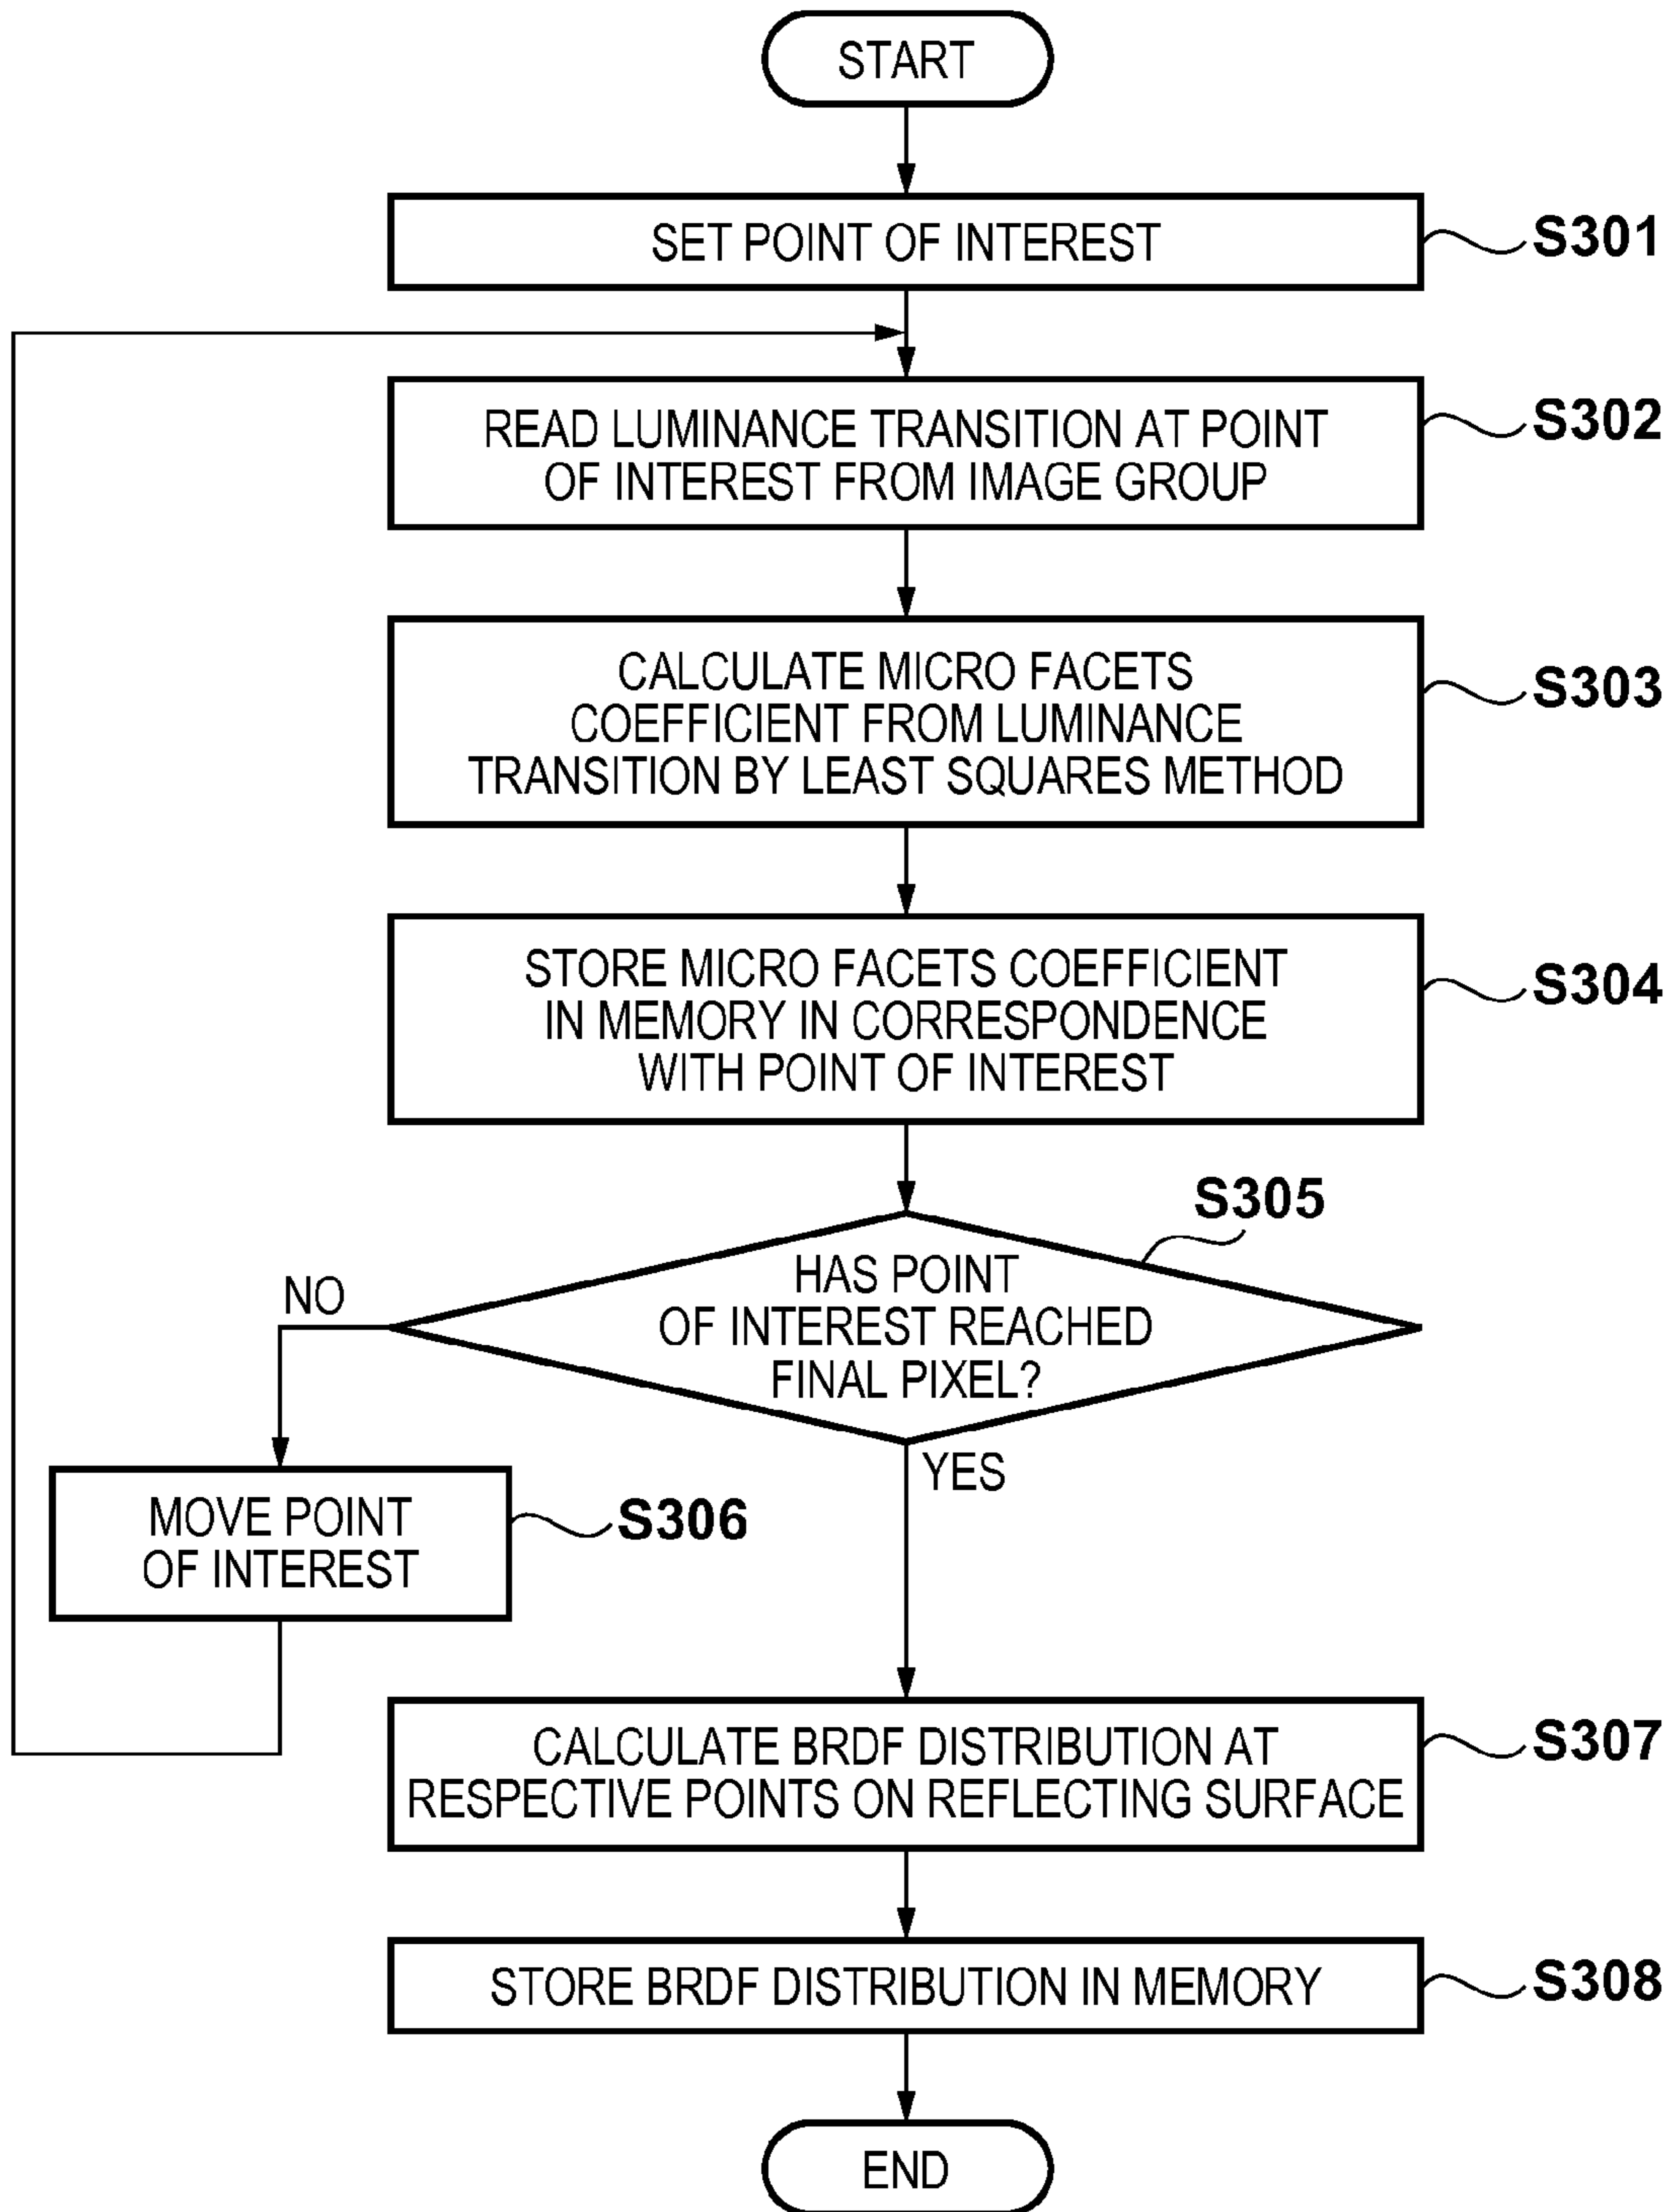 START
SET POINT OF INTEREST
S301
READ LUMINANCE TRANSITION AT POINT
OF INTEREST FROM IMAGE GROUP
S302
CALCULATE MICRO FACETS
COEFFICIENT FROM LUMINANCE
TRANSITION BY LEAST SQUARES METHOD
S303
STORE MICRO FACETS COEFFICIENT
IN MEMORY IN CORRESPONDENCE
WITH POINT OF INTEREST
S304
S305
HAS POINT
OF INTEREST REACHED
FINAL PIXEL?
NO
YES
MOVE POINT
OF INTEREST
S306
CALCULATE BRDF DISTRIBUTION AT
RESPECTIVE POINTS ON REFLECTING SURFACE
S307
STORE BRDF DISTRIBUTION IN MEMORY
S308
END